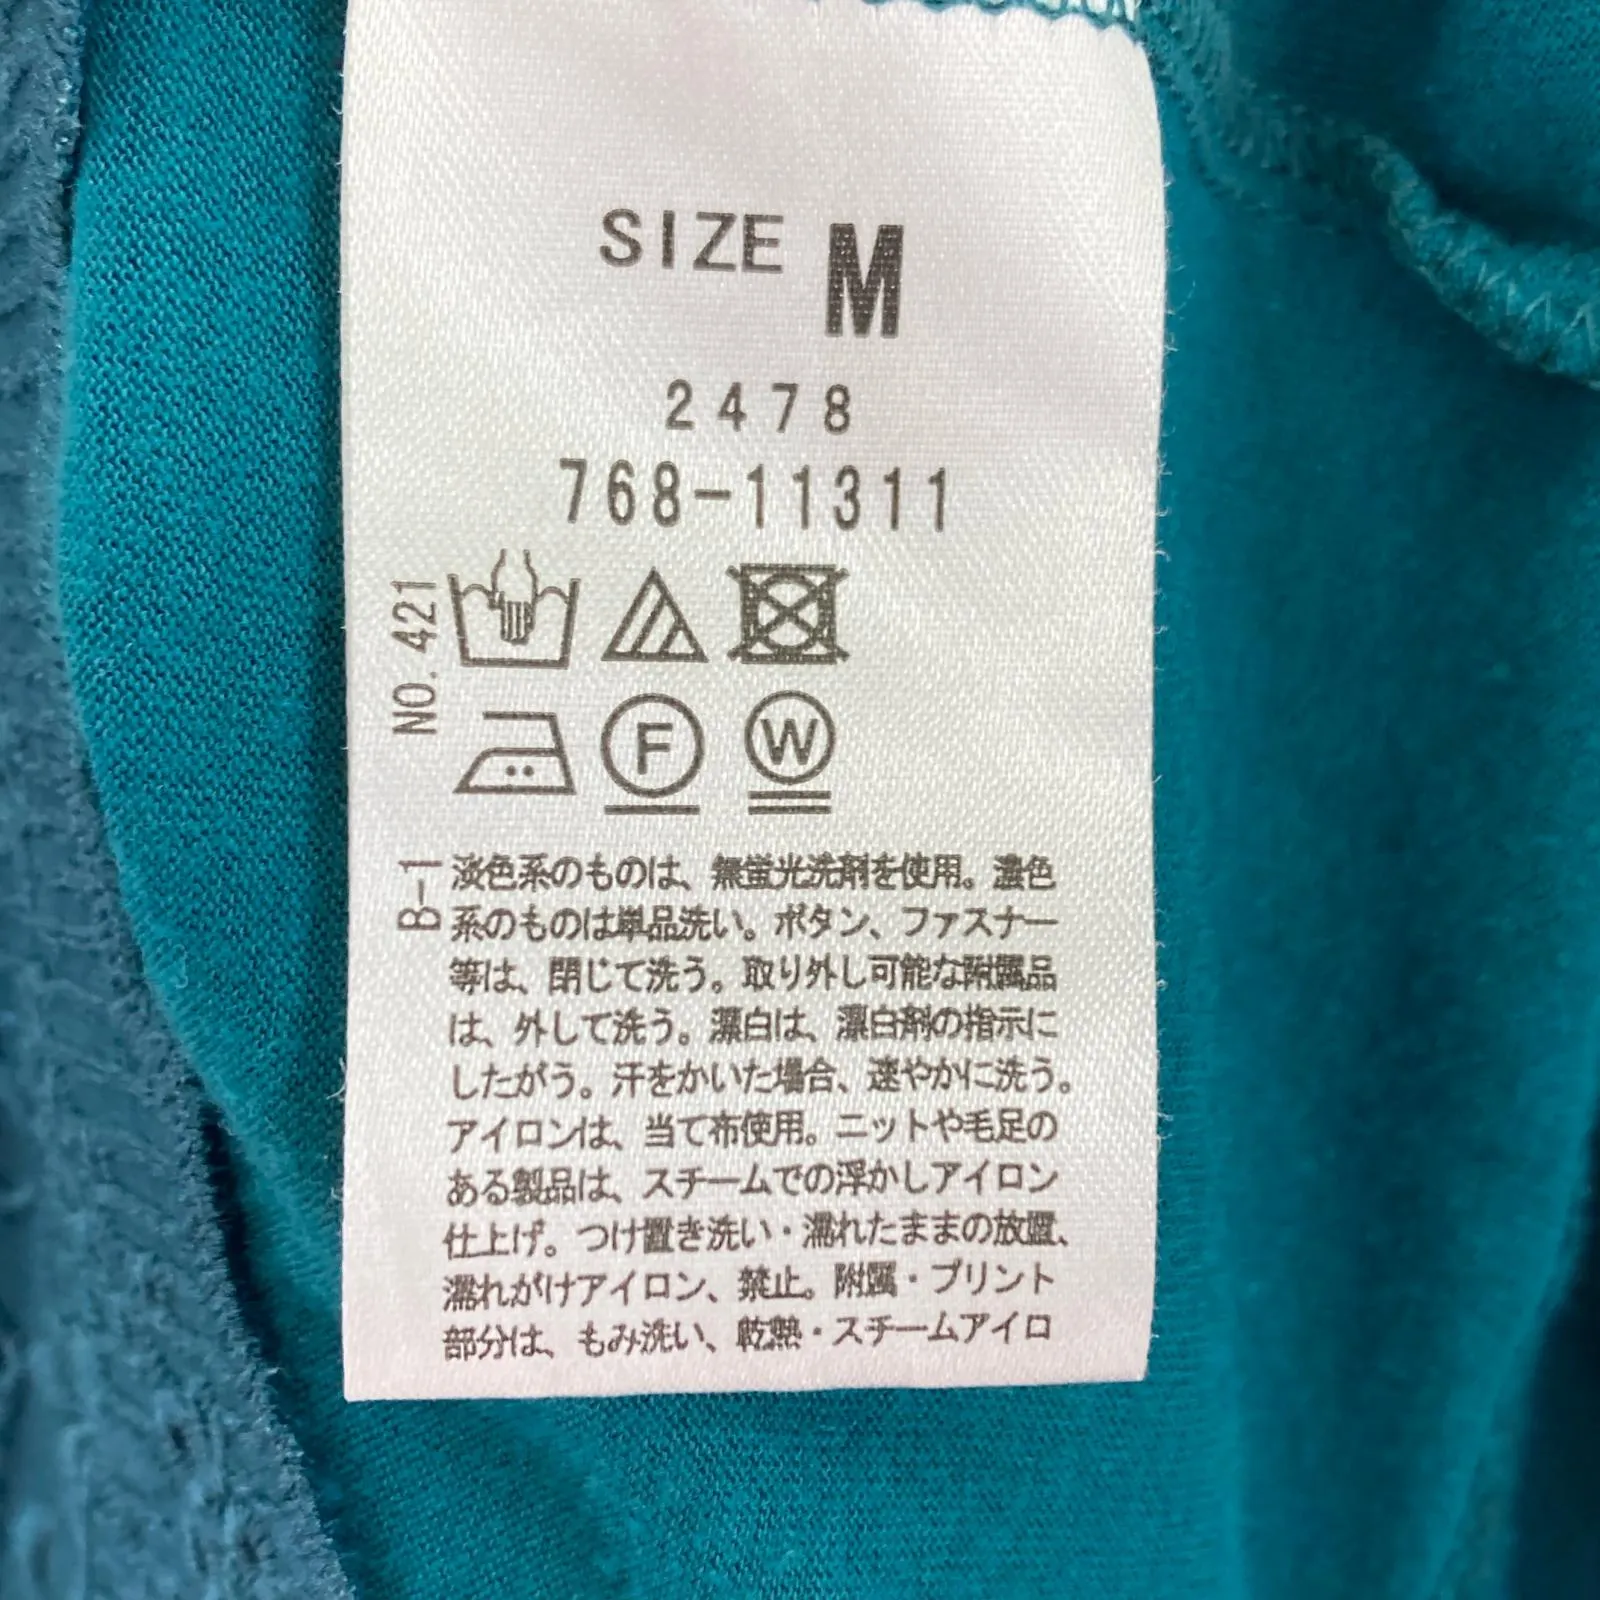 SIZE M
2478
768-11311
NO.421
F W
B-1
淡色系のものは、無蛍光洗剤を使用。濃色
系のものは単品洗い。ボタン、ファスナー
等は、閉じて洗う。取り外し可能な附属品
は、外して洗う。漂白は、漂白剤の指示に
したがう。汗をかいた場合、速やかに洗う。
アイロンは、当て布使用。ニットや毛足の
ある製品は、スチームでの浮かしアイロン
仕上げ。つけ置き洗い・濡れたままの放置、
濡れがけアイロン、禁止。附属・プリント
部分は、もみ洗い、乾熱・スチームアイロ